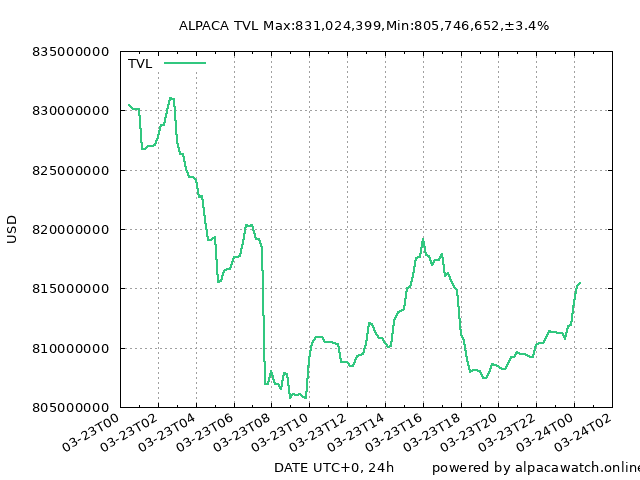 ALPACA TVL Max:831,024,399,Min:805,746,652,±3.4%
835000000
TVL
830000000
825000000
820000000
USD
815000000
810000000
805000000
03-23T00
03-23T02
03-23T04
03-23T06
03-23T08
03-23T10
03-23T12
03-23T14
03-23T16
03-23T18
03-23T20
03-23T22
03-24T00
03-24T02
DATE UTC+0, 24h
powered by alpacawatch.online